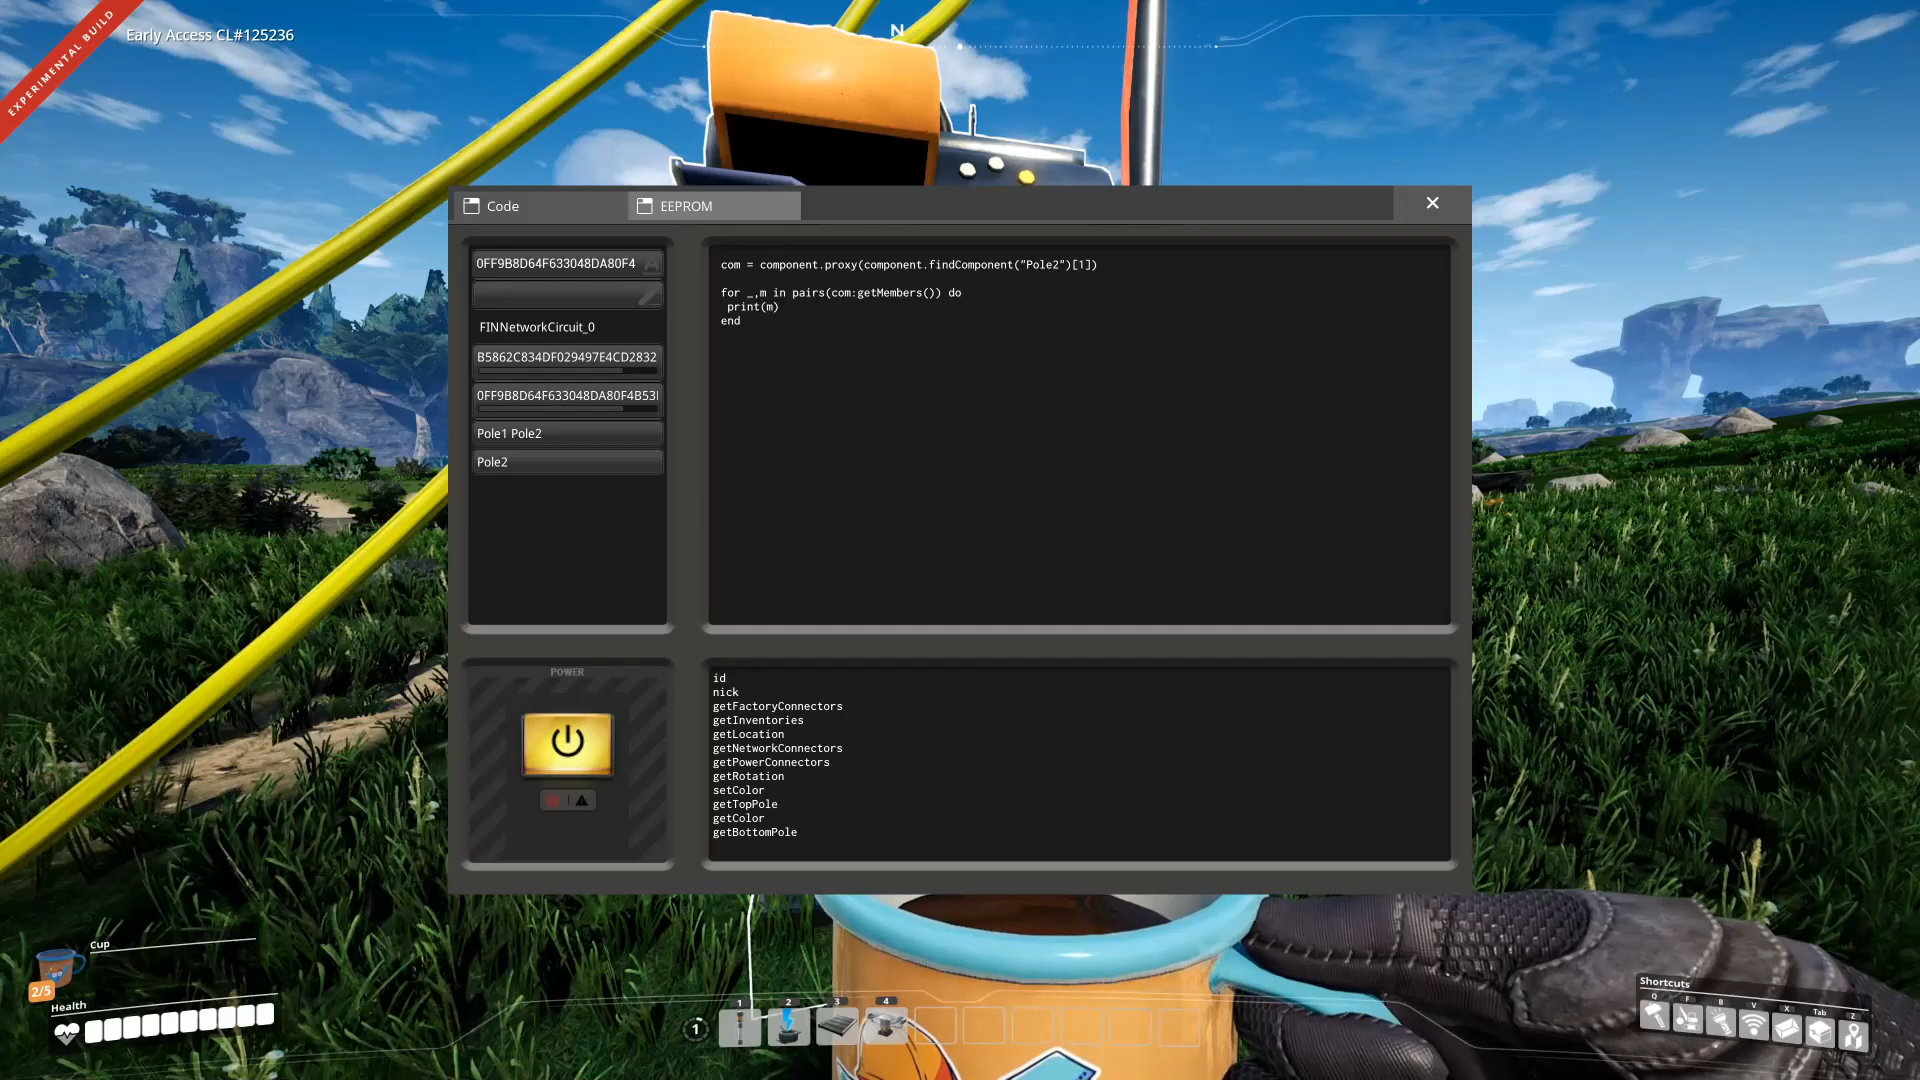 EXPERIMENTAL BUILD
Early Access CL#125236
N
Code
EEPROM
0FF9B8D64F633048DA80F4
FINNetworkCircuit_0
B5862C834DF029497E4CD2832
0FF9B8D64F633048DA80F4B53
Pole1 Pole2
Pole2
com = component.proxy(component.findComponent("Pole2")[1])
for _,m in pairs(com:getMembers()) do
print(m)
end
POWER
id
nick
getFactoryConnectors
getInventories
getLocation
getNetworkConnectors
getPowerConnectors
getRotation
setColor
getTopPole
getColor
getBottomPole
Cup
2/5
Health
1
1
2
3
4
Shortcuts
Q
F
B
V
X
Tab
Z